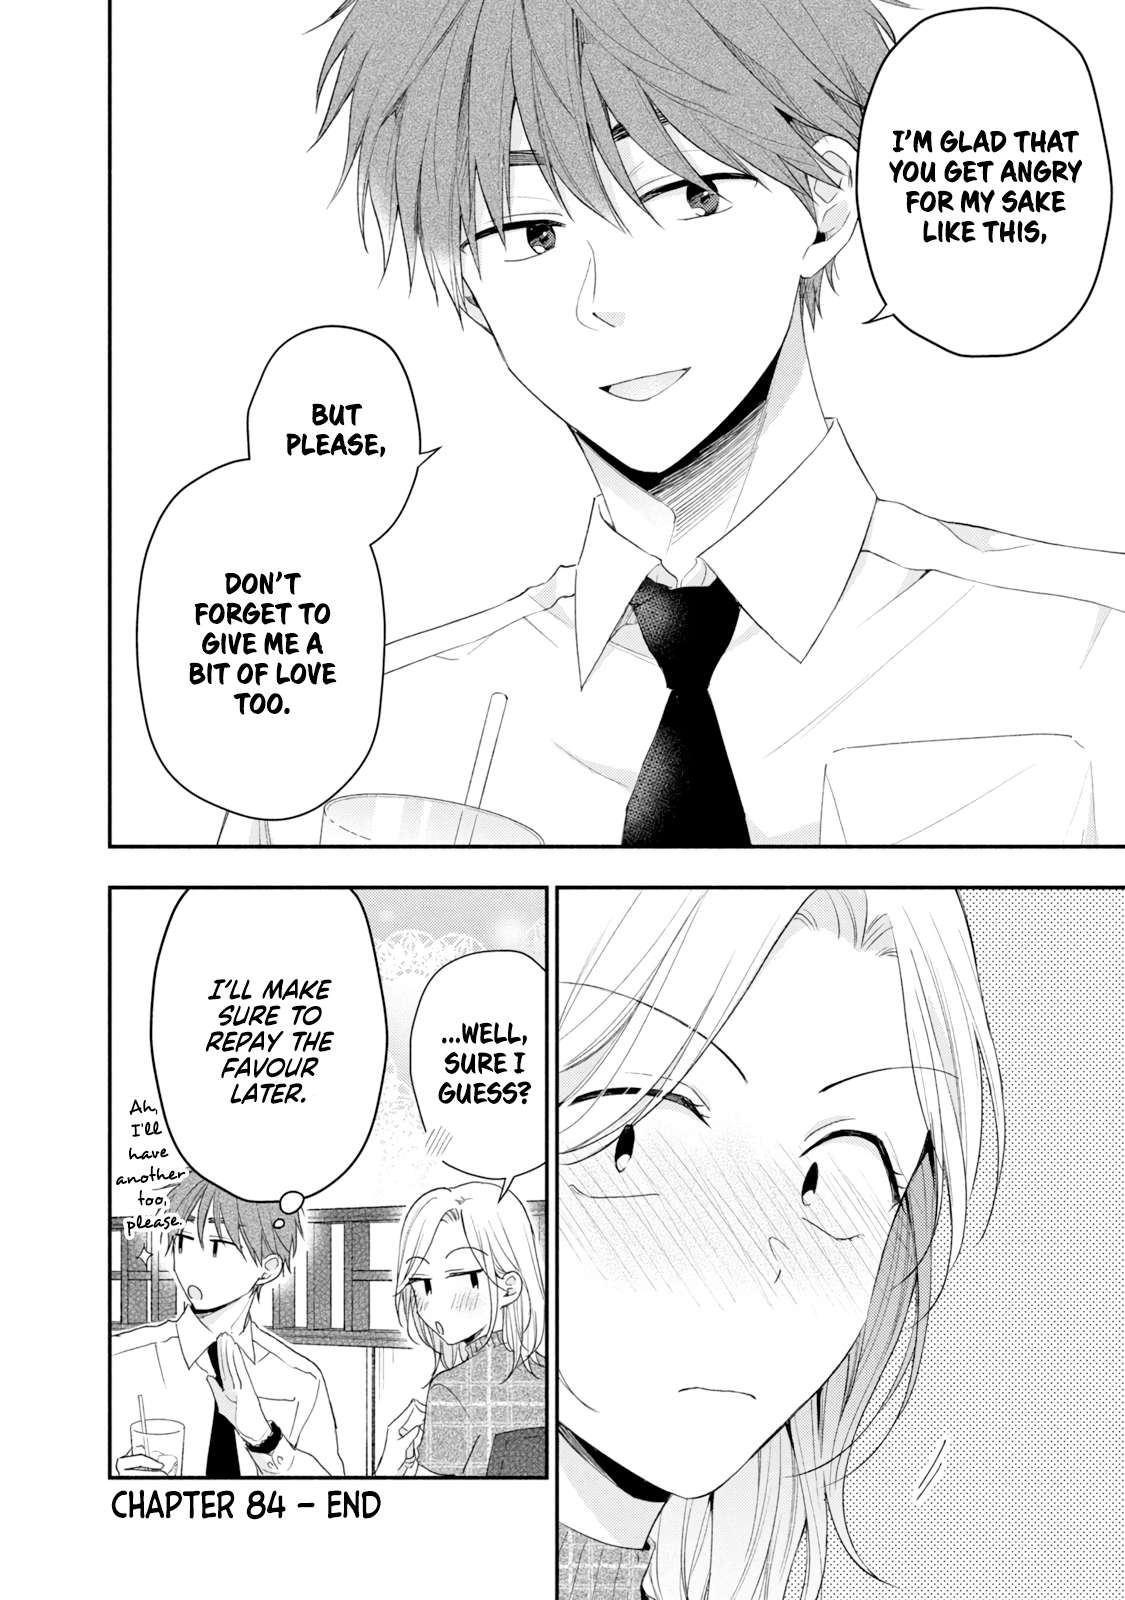 I'M GLAD THAT
YOU GET ANGRY
FOR MY SAKE
LIKE THIS,
BUT
PLEASE,
DON'T
FORGET TO
GIVE ME A
BIT OF LOVE
TOO.
...WELL,
SURE I
GUESS?
I'LL MAKE
SURE TO
REPAY THE
FAVOUR
LATER.
Ah,
I'll
have
another
too,
please.
CHAPTER 84 – END